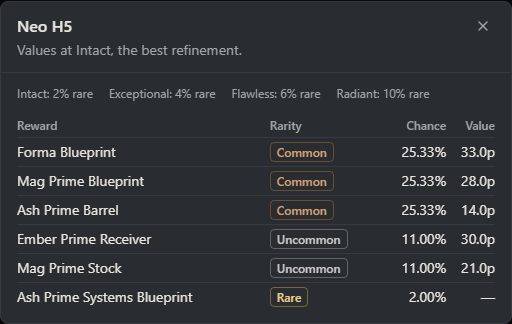 Neo H5
Values at Intact, the best refinement.
Intact: 2% rare Exceptional: 4% rare Flawless: 6% rare Radiant: 10% rare
Reward Rarity Chance Value
Forma Blueprint Common 25.33% 33.0p
Mag Prime Blueprint Common 25.33% 28.0p
Ash Prime Barrel Common 25.33% 14.0p
Ember Prime Receiver Uncommon 11.00% 30.0p
Mag Prime Stock Uncommon 11.00% 21.0p
Ash Prime Systems Blueprint Rare 2.00% —